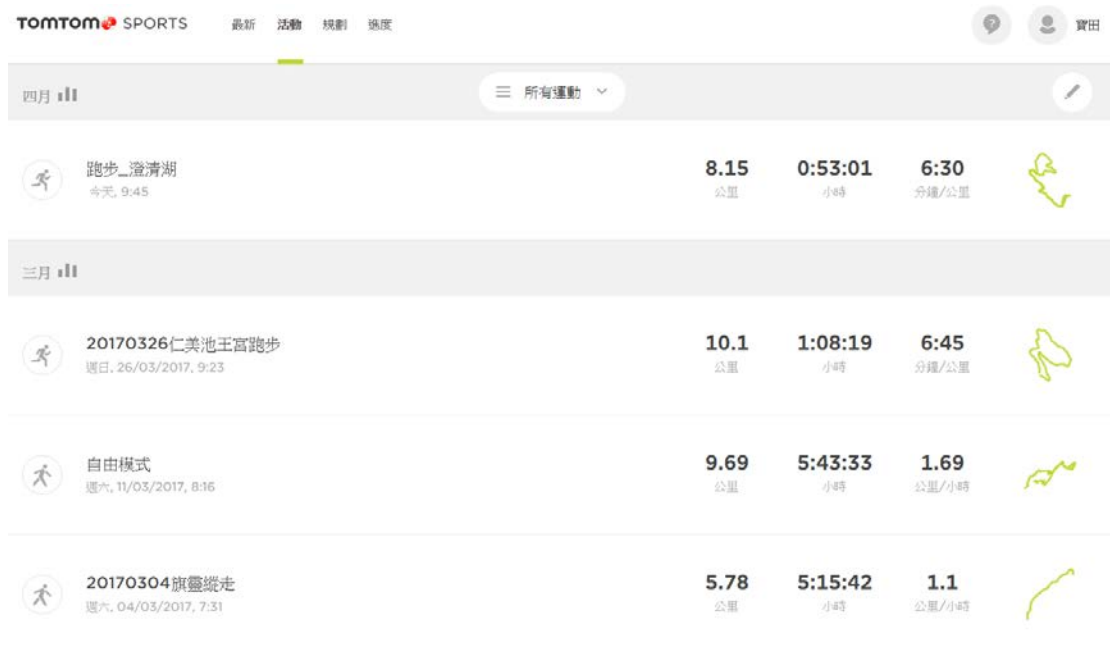 TOMTOM SPORTS 最新 活動 規劃 進度 寶田
四月 所有運動
跑步_澄清湖 8.15 0:53:01 6:30
今天, 9:45 公里 小時 分鐘/公里
三月
20170326仁美池王宮跑步 10.1 1:08:19 6:45
週日, 26/03/2017, 9:23 公里 小時 分鐘/公里
自由模式 9.69 5:43:33 1.69
週六, 11/03/2017, 8:16 公里 小時 公里/小時
20170304旗靈縱走 5.78 5:15:42 1.1
週六, 04/03/2017, 7:31 公里 小時 公里/小時